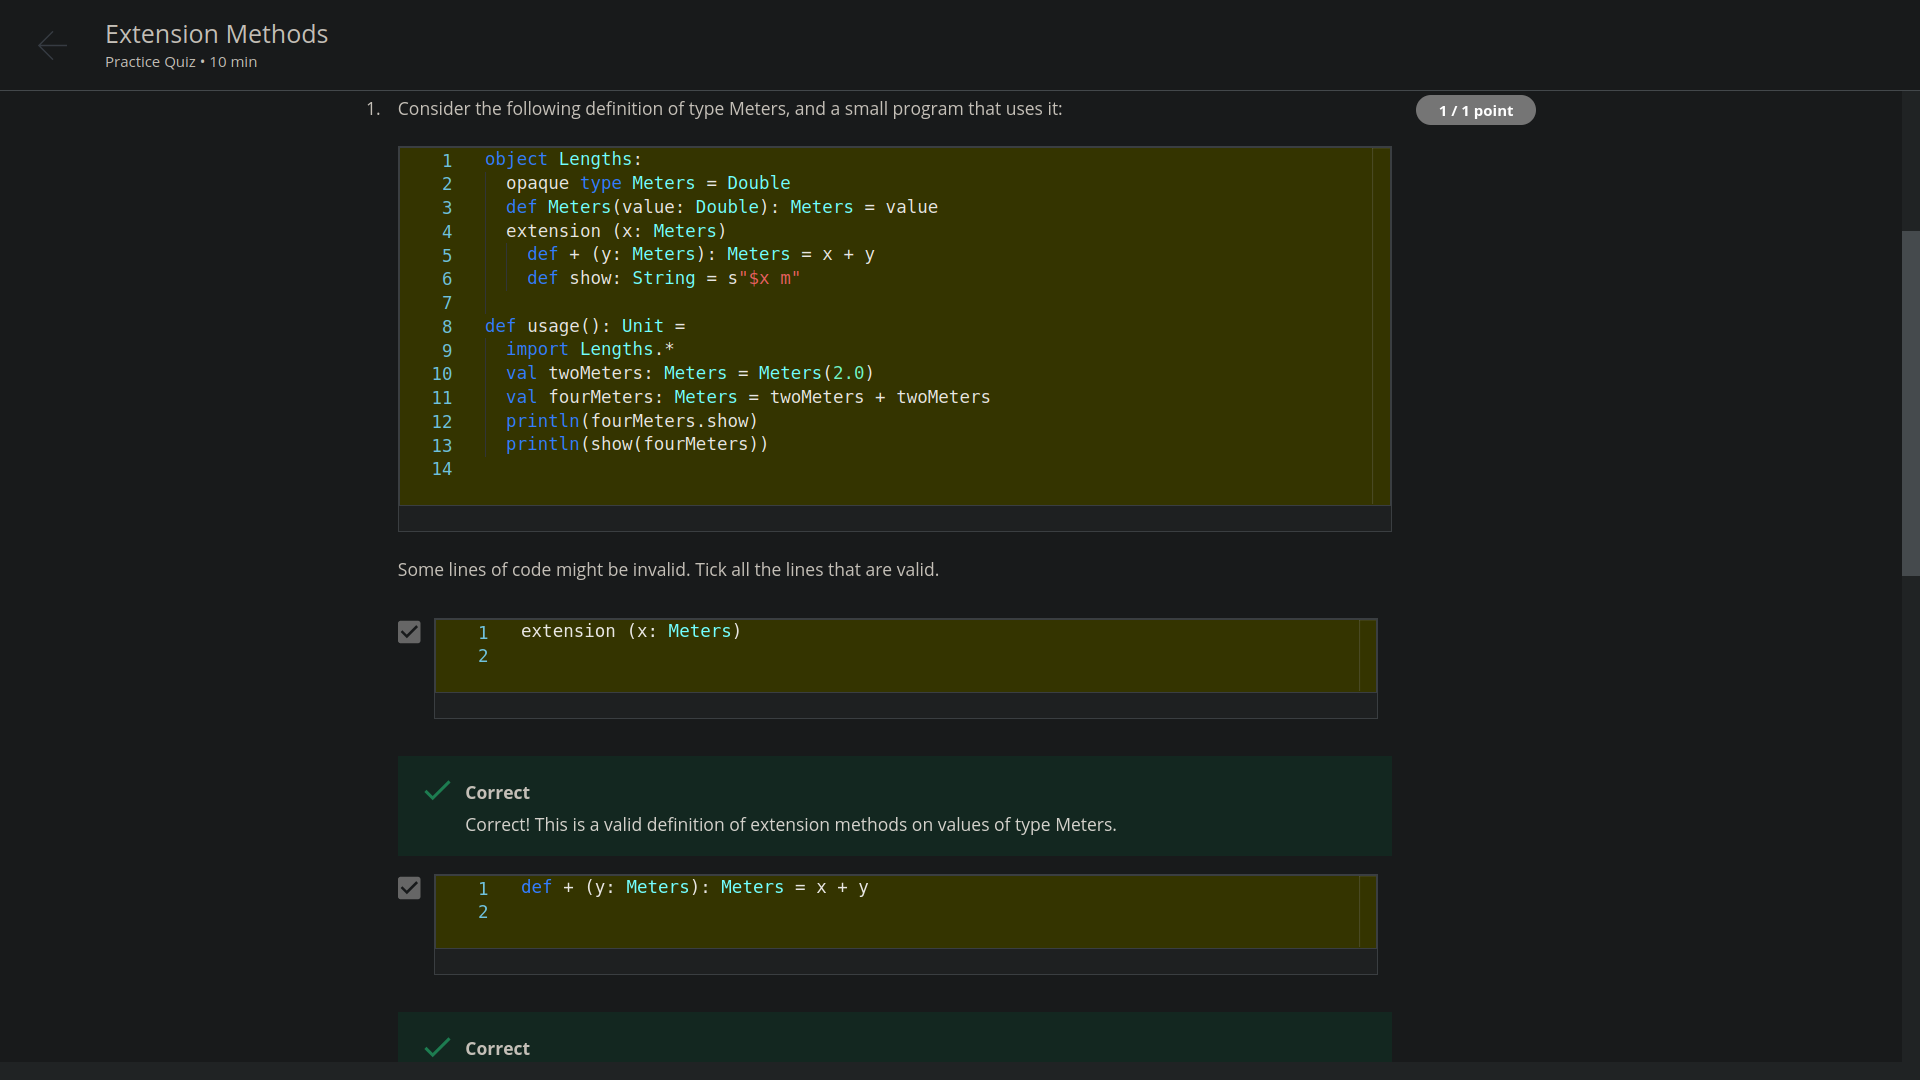 Extension Methods
Practice Quiz • 10 min
1. Consider the following definition of type Meters, and a small program that uses it:
1 / 1 point
1 object Lengths:
2   opaque type Meters = Double
3   def Meters(value: Double): Meters = value
4   extension (x: Meters)
5     def + (y: Meters): Meters = x + y
6     def show: String = s"$x m"
7
8 def usage(): Unit =
9   import Lengths.*
10   val twoMeters: Meters = Meters(2.0)
11   val fourMeters: Meters = twoMeters + twoMeters
12   println(fourMeters.show)
13   println(show(fourMeters))
14
Some lines of code might be invalid. Tick all the lines that are valid.
1 extension (x: Meters)
2
Correct
Correct! This is a valid definition of extension methods on values of type Meters.
1 def + (y: Meters): Meters = x + y
2
Correct